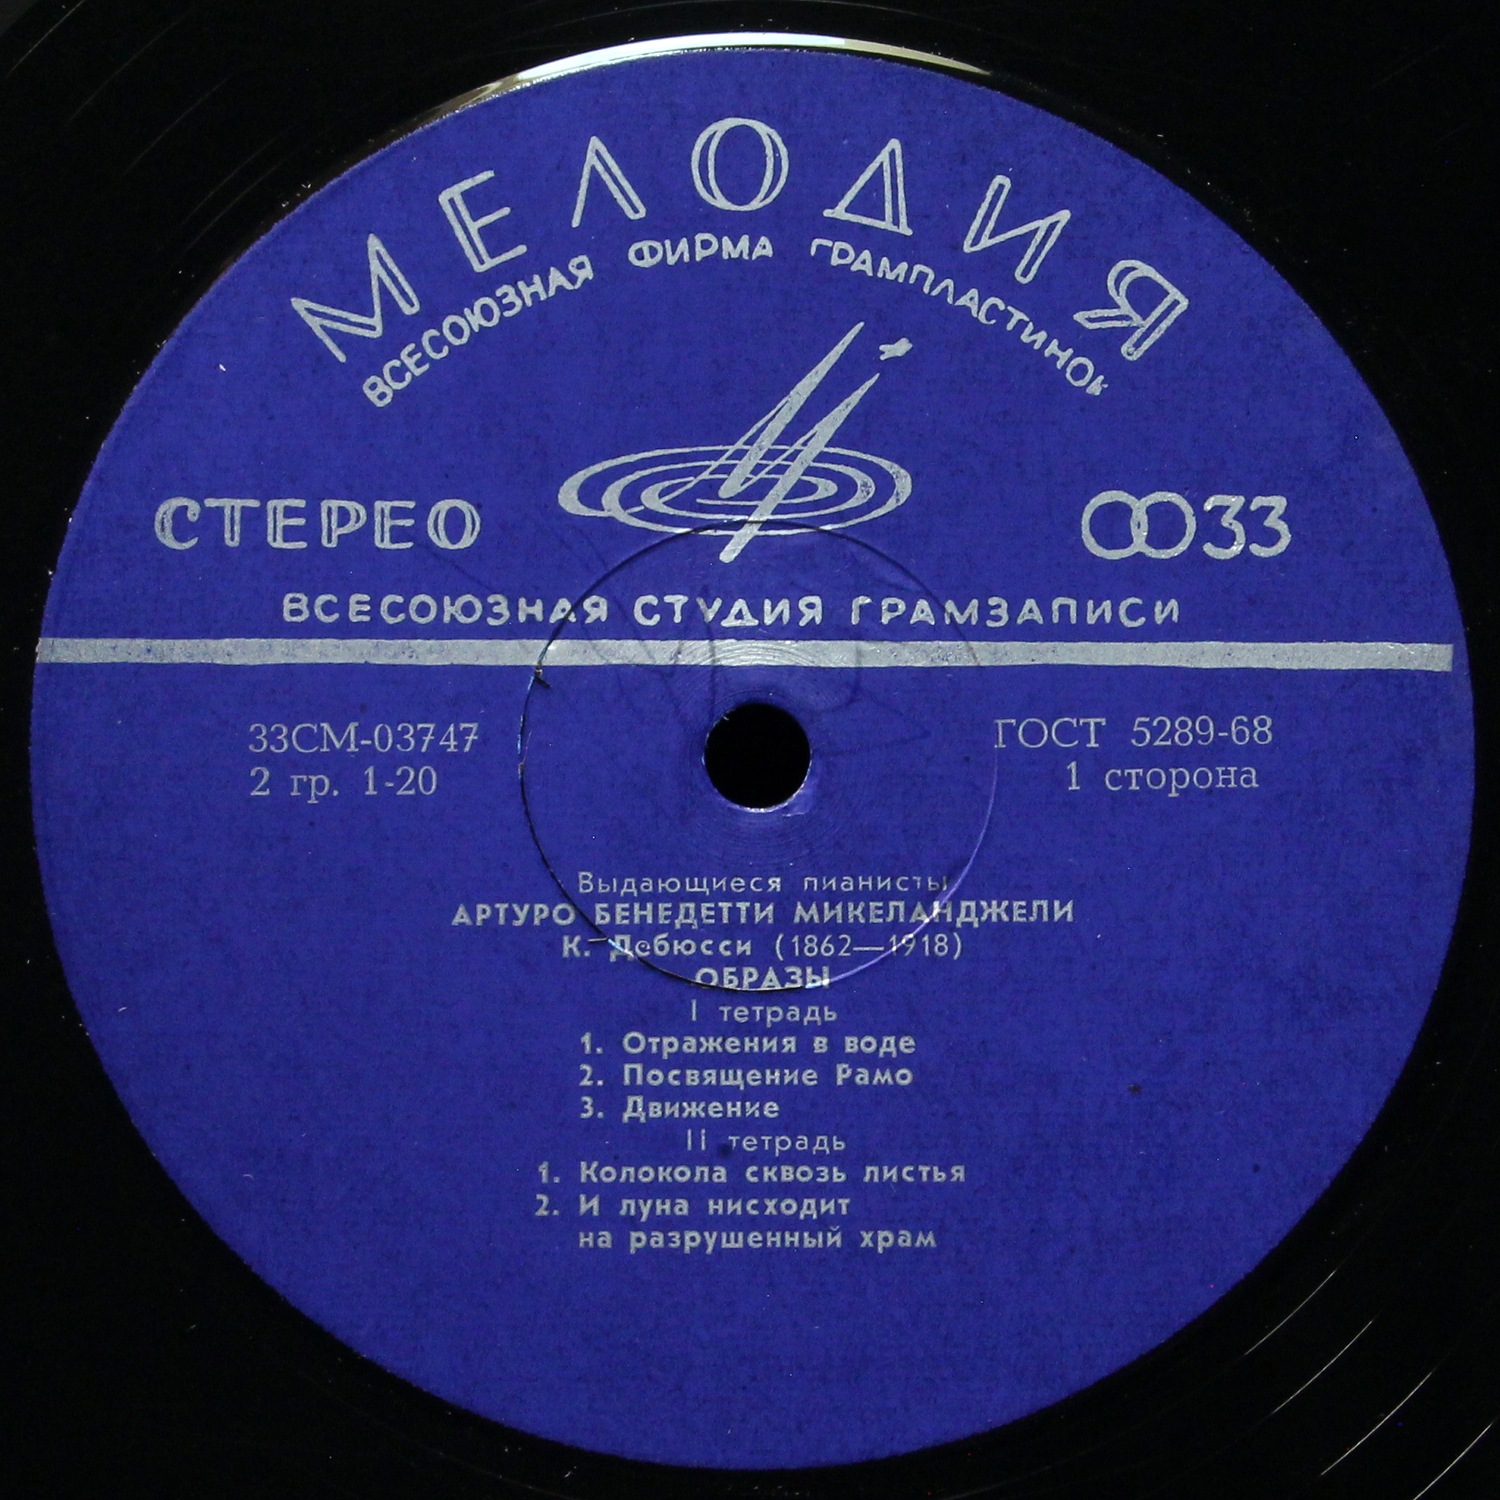 МЕЛОДИЯ
ВСЕСОЮЗНАЯ ФИРМА ГРАМПЛАСТИНОК
СТЕРЕО
33
ВСЕСОЮЗНАЯ СТУДИЯ ГРАМЗАПИСИ
33СМ-03747
ГОСТ 5289-68
2 гр. 1-20
1 сторона
Выдающиеся пианисты
АРТУРО БЕНЕДЕТТИ МИКЕЛАНДЖЕЛИ
К. Дебюсси (1862—1918)
ОБРАЗЫ
I тетрадь
1. Отражения в воде
2. Посвящение Рамо
3. Движение
II тетрадь
1. Колокола сквозь листья
2. И луна нисходит
на разрушенный храм